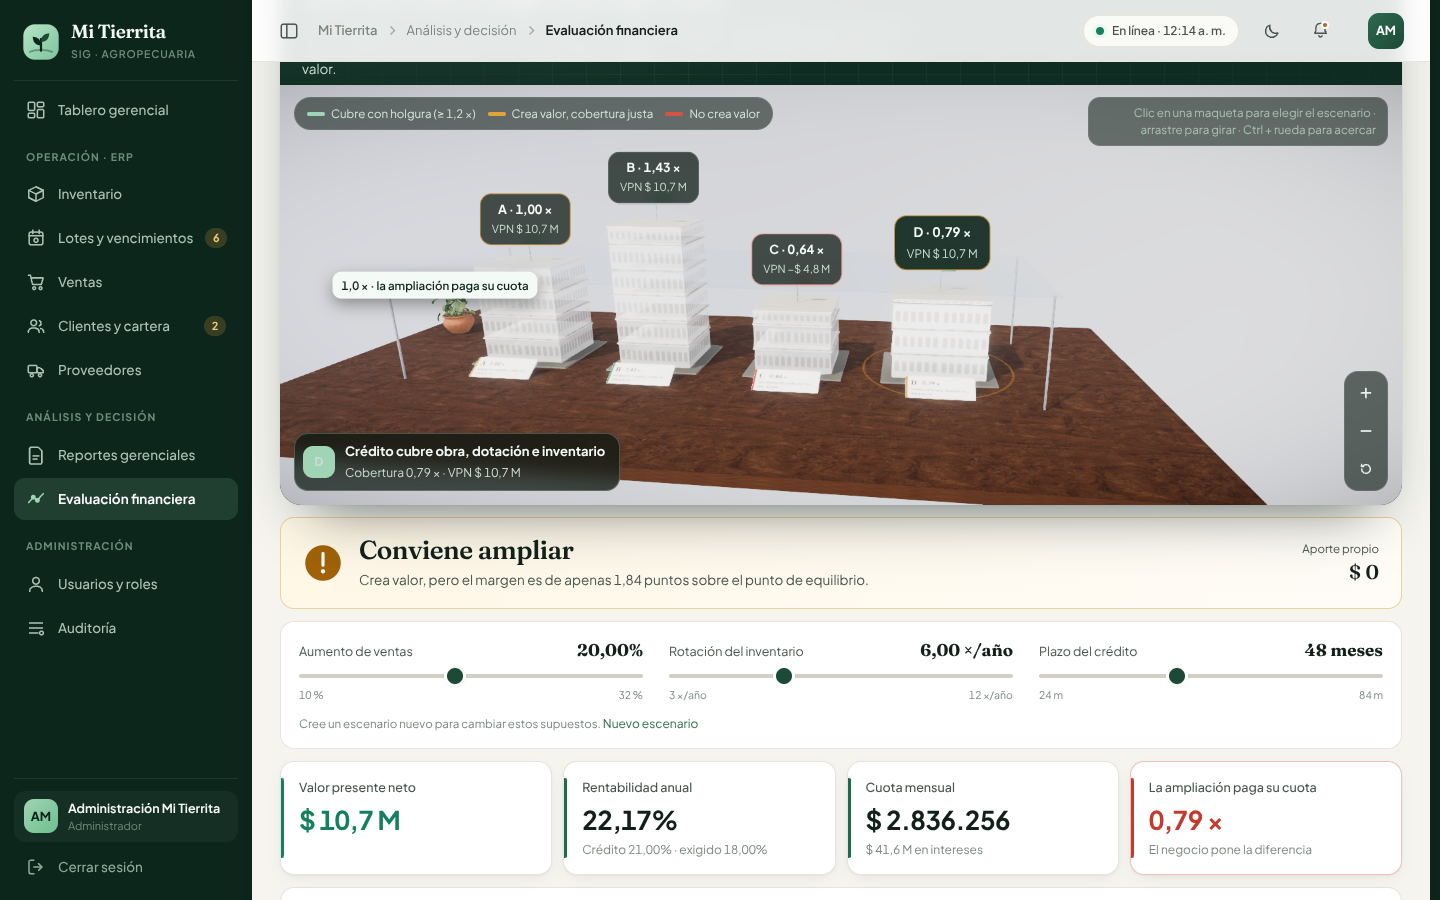 Mi Tierrita
SIG · AGROPECUARIA
Tablero gerencial
OPERACIÓN · ERP
Inventario
Lotes y vencimientos 6
Ventas
Clientes y cartera 2
Proveedores
ANÁLISIS Y DECISIÓN
Reportes gerenciales
Evaluación financiera
ADMINISTRACIÓN
Usuarios y roles
Auditoría
AM
Administración Mi Tierrita
Administrador
Cerrar sesión
Mi Tierrita > Análisis y decisión > Evaluación financiera
En línea · 12:14 a. m.
AM
valor.
Cubre con holgura (≥ 1,2 ×) Crea valor, cobertura justa No crea valor
Clic en una maqueta para elegir el escenario ·
arrastre para girar · Ctrl + rueda para acercar
B · 1,43 ×
VPN $ 10,7 M
A · 1,00 ×
VPN $ 10,7 M
D · 0,79 ×
VPN $ 10,7 M
C · 0,64 ×
VPN −$ 4,8 M
1,0 × · la ampliación paga su cuota
D
Crédito cubre obra, dotación e inventario
Cobertura 0,79 × · VPN $ 10,7 M
Conviene ampliar
Crea valor, pero el margen es de apenas 1,84 puntos sobre el punto de equilibrio.
Aporte propio
$ 0
Aumento de ventas 20,00%
10 % 32 %
Rotación del inventario 6,00 ×/año
3 ×/año 12 ×/año
Plazo del crédito 48 meses
24 m 84 m
Cree un escenario nuevo para cambiar estos supuestos. Nuevo escenario
Valor presente neto
$ 10,7 M
Rentabilidad anual
22,17%
Crédito 21,00% · exigido 18,00%
Cuota mensual
$ 2.836.256
$ 41,6 M en intereses
La ampliación paga su cuota
0,79 ×
El negocio pone la diferencia